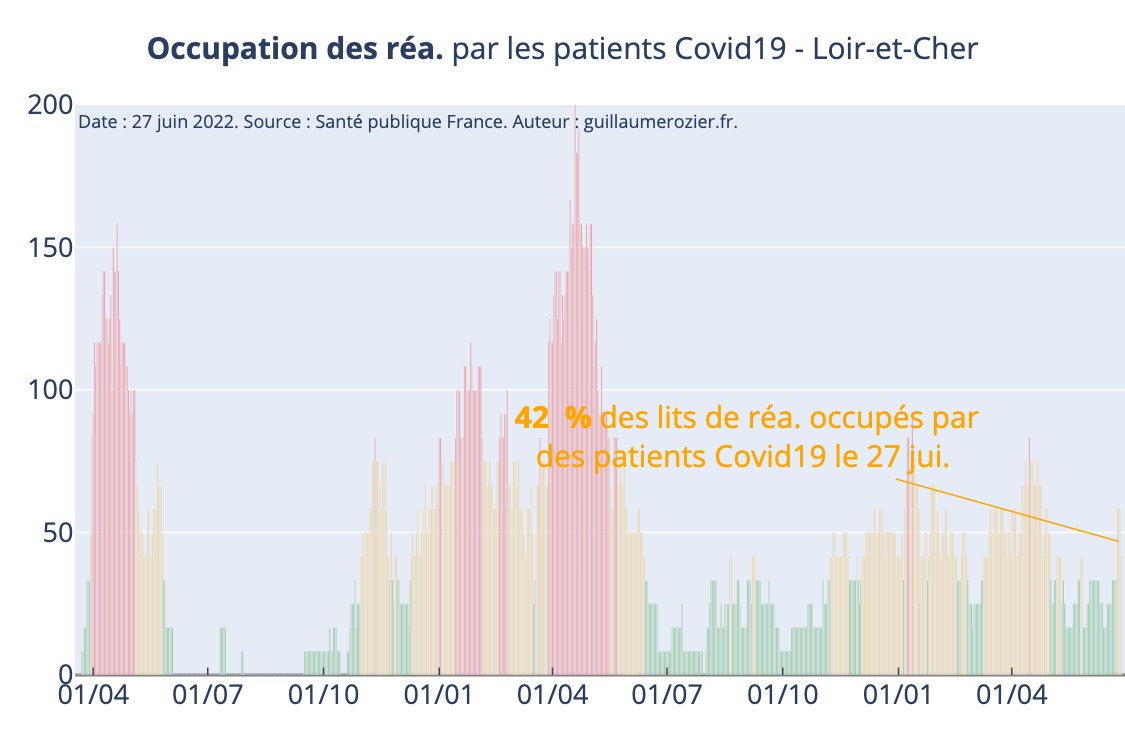 Occupation des réa. par les patients Covid19 - Loir-et-Cher
200
Date : 27 juin 2022. Source : Santé publique France. Auteur : guillaumerozier.fr.
150
100
42 % des lits de réa. occupés par
des patients Covid19 le 27 jui.
50
0
01/04 01/07 01/10 01/01 01/04 01/07 01/10 01/01 01/04